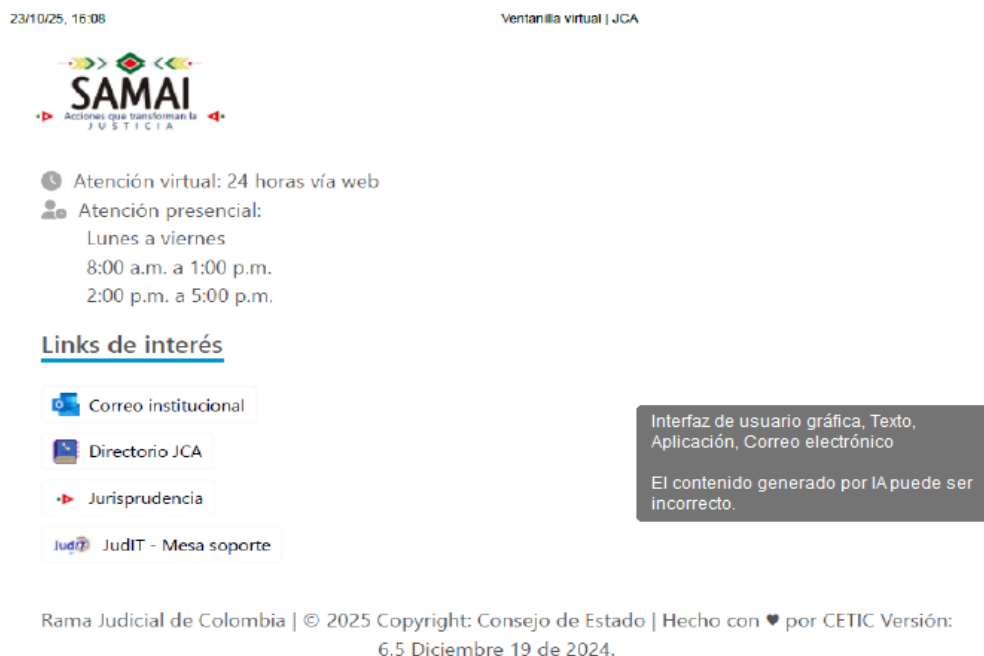 23/10/25, 16:08
Ventanilla virtual | JCA
SAMAI
Acciones que transforman la
JUSTICIA
Atención virtual: 24 horas vía web
Atención presencial:
Lunes a viernes
8:00 a.m. a 1:00 p.m.
2:00 p.m. a 5:00 p.m.
Links de interés
Correo institucional
Directorio JCA
Jurisprudencia
JudIT JudIT - Mesa soporte
Interfaz de usuario gráfica, Texto,
Aplicación, Correo electrónico
El contenido generado por IA puede ser
incorrecto.
Rama Judicial de Colombia | © 2025 Copyright: Consejo de Estado | Hecho con ♥ por CETIC Versión:
6.5 Diciembre 19 de 2024.